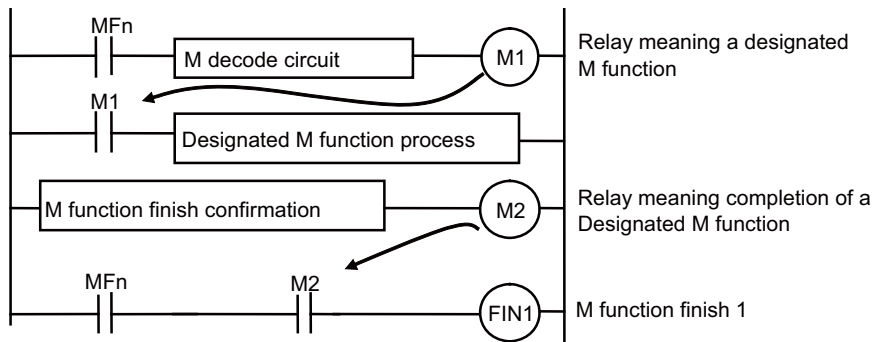 MFn
M decode circuit
M1
Relay meaning a designated
M function
M1
Designated M function process
M function finish confirmation
M2
Relay meaning completion of a
Designated M function
MFn
M2
FIN1
M function finish 1